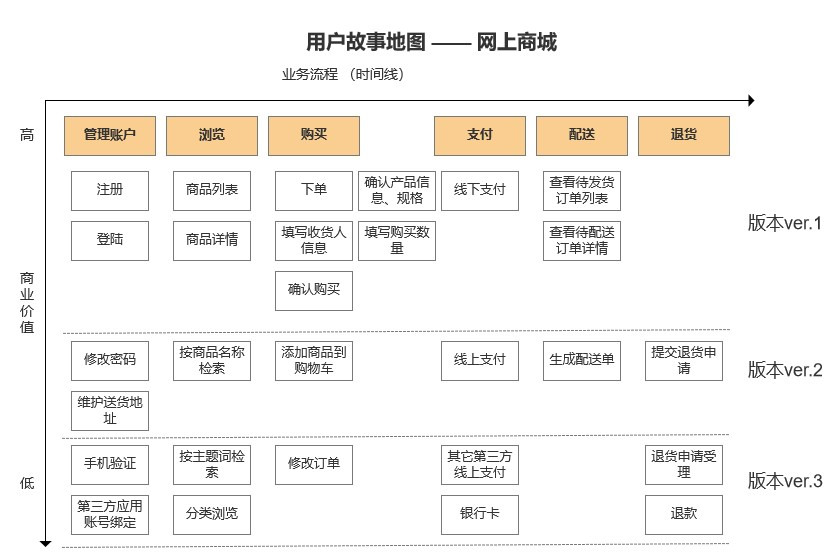 用户故事地图 —— 网上商城
业务流程 （时间线）
高
管理账户
浏览
购买
支付
配送
退货
注册
商品列表
下单
确认产品信
息、规格
线下支付
查看待发货
订单列表
登陆
商品详情
填写收货人
信息
填写购买数
量
查看待配送
订单详情
版本ver.1
确认购买
商
业
价
值
修改密码
按商品名称
检索
添加商品到
购物车
线上支付
生成配送单
提交退货申
请
版本ver.2
维护送货地
址
手机验证
按主题词检
索
修改订单
其它第三方
线上支付
退货申请受
理
版本ver.3
低
第三方应用
账号绑定
分类浏览
银行卡
退款